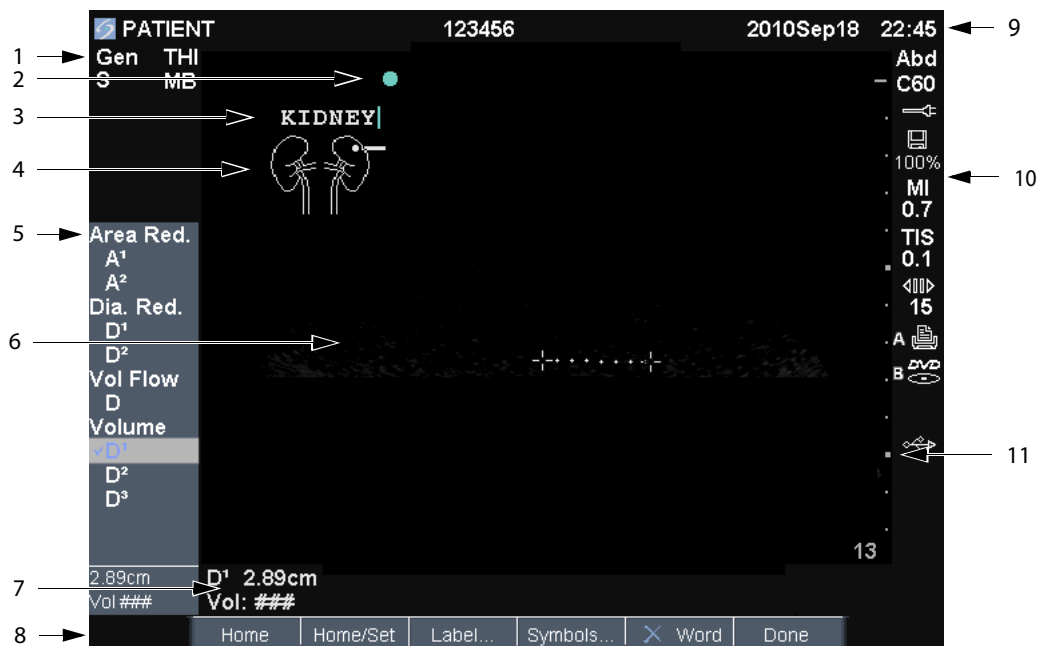 PATIENT 123456 2010Sep18 22:45 9
1 Gen THI Abd
2 S MB C60
3 KIDNEY
100%
4 10
MI
0.7
5 Area Red. TIS
A¹ 0.1
A²
Dia. Red. 15
D¹
6 A
D²
Vol Flow B DVD
D
Volume
✓D¹ 11
D²
D³
13
2.89cm D¹ 2.89cm
7
Vol ### Vol: ###
8 Home Home/Set Label... Symbols... X Word Done